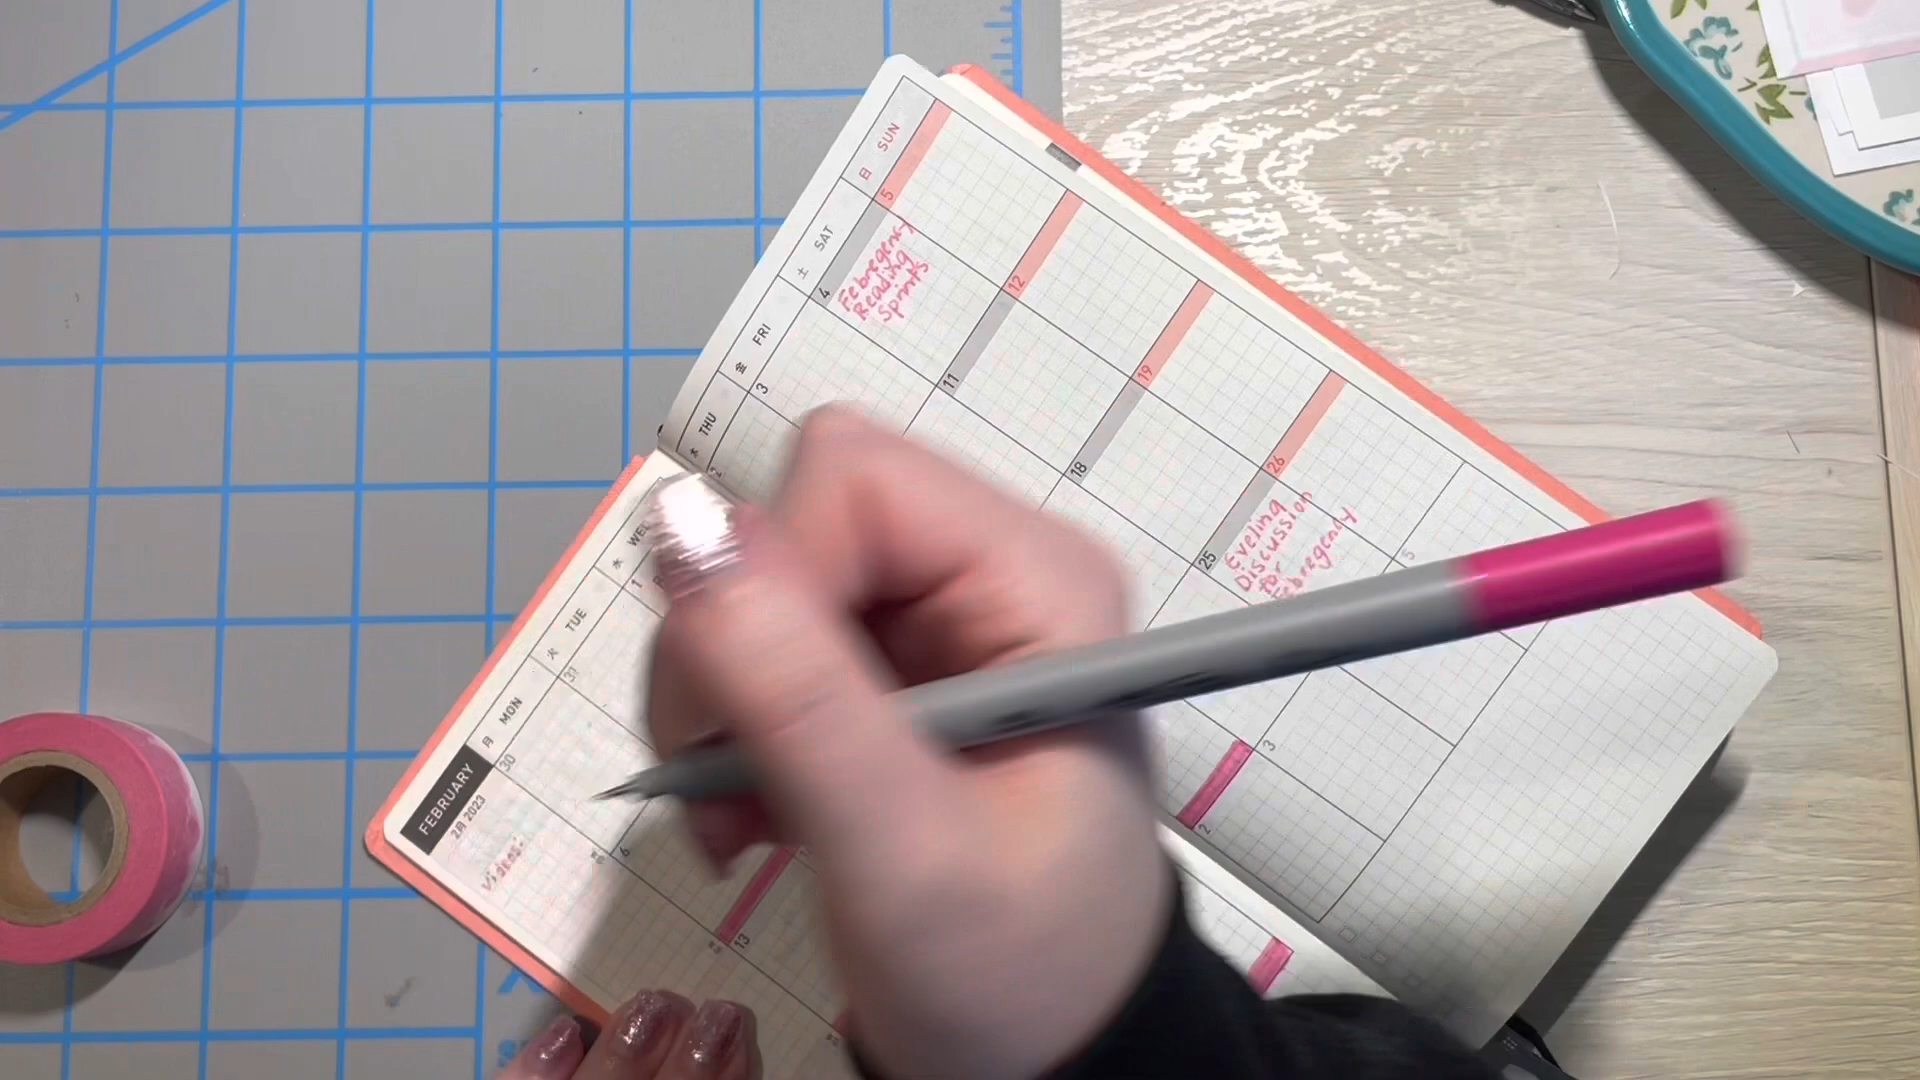 FEBRUARY
2月 2023
Videos:
月 MON
火 TUE
水 WED
木 THU
金 FRI
土 SAT
日 SUN
30
31
1
2
3
4
Febregency
Reading
Sprints
5
6
11
12
13
18
19
25
Eveling
Discussion
for
Febregency
26
2
3
5